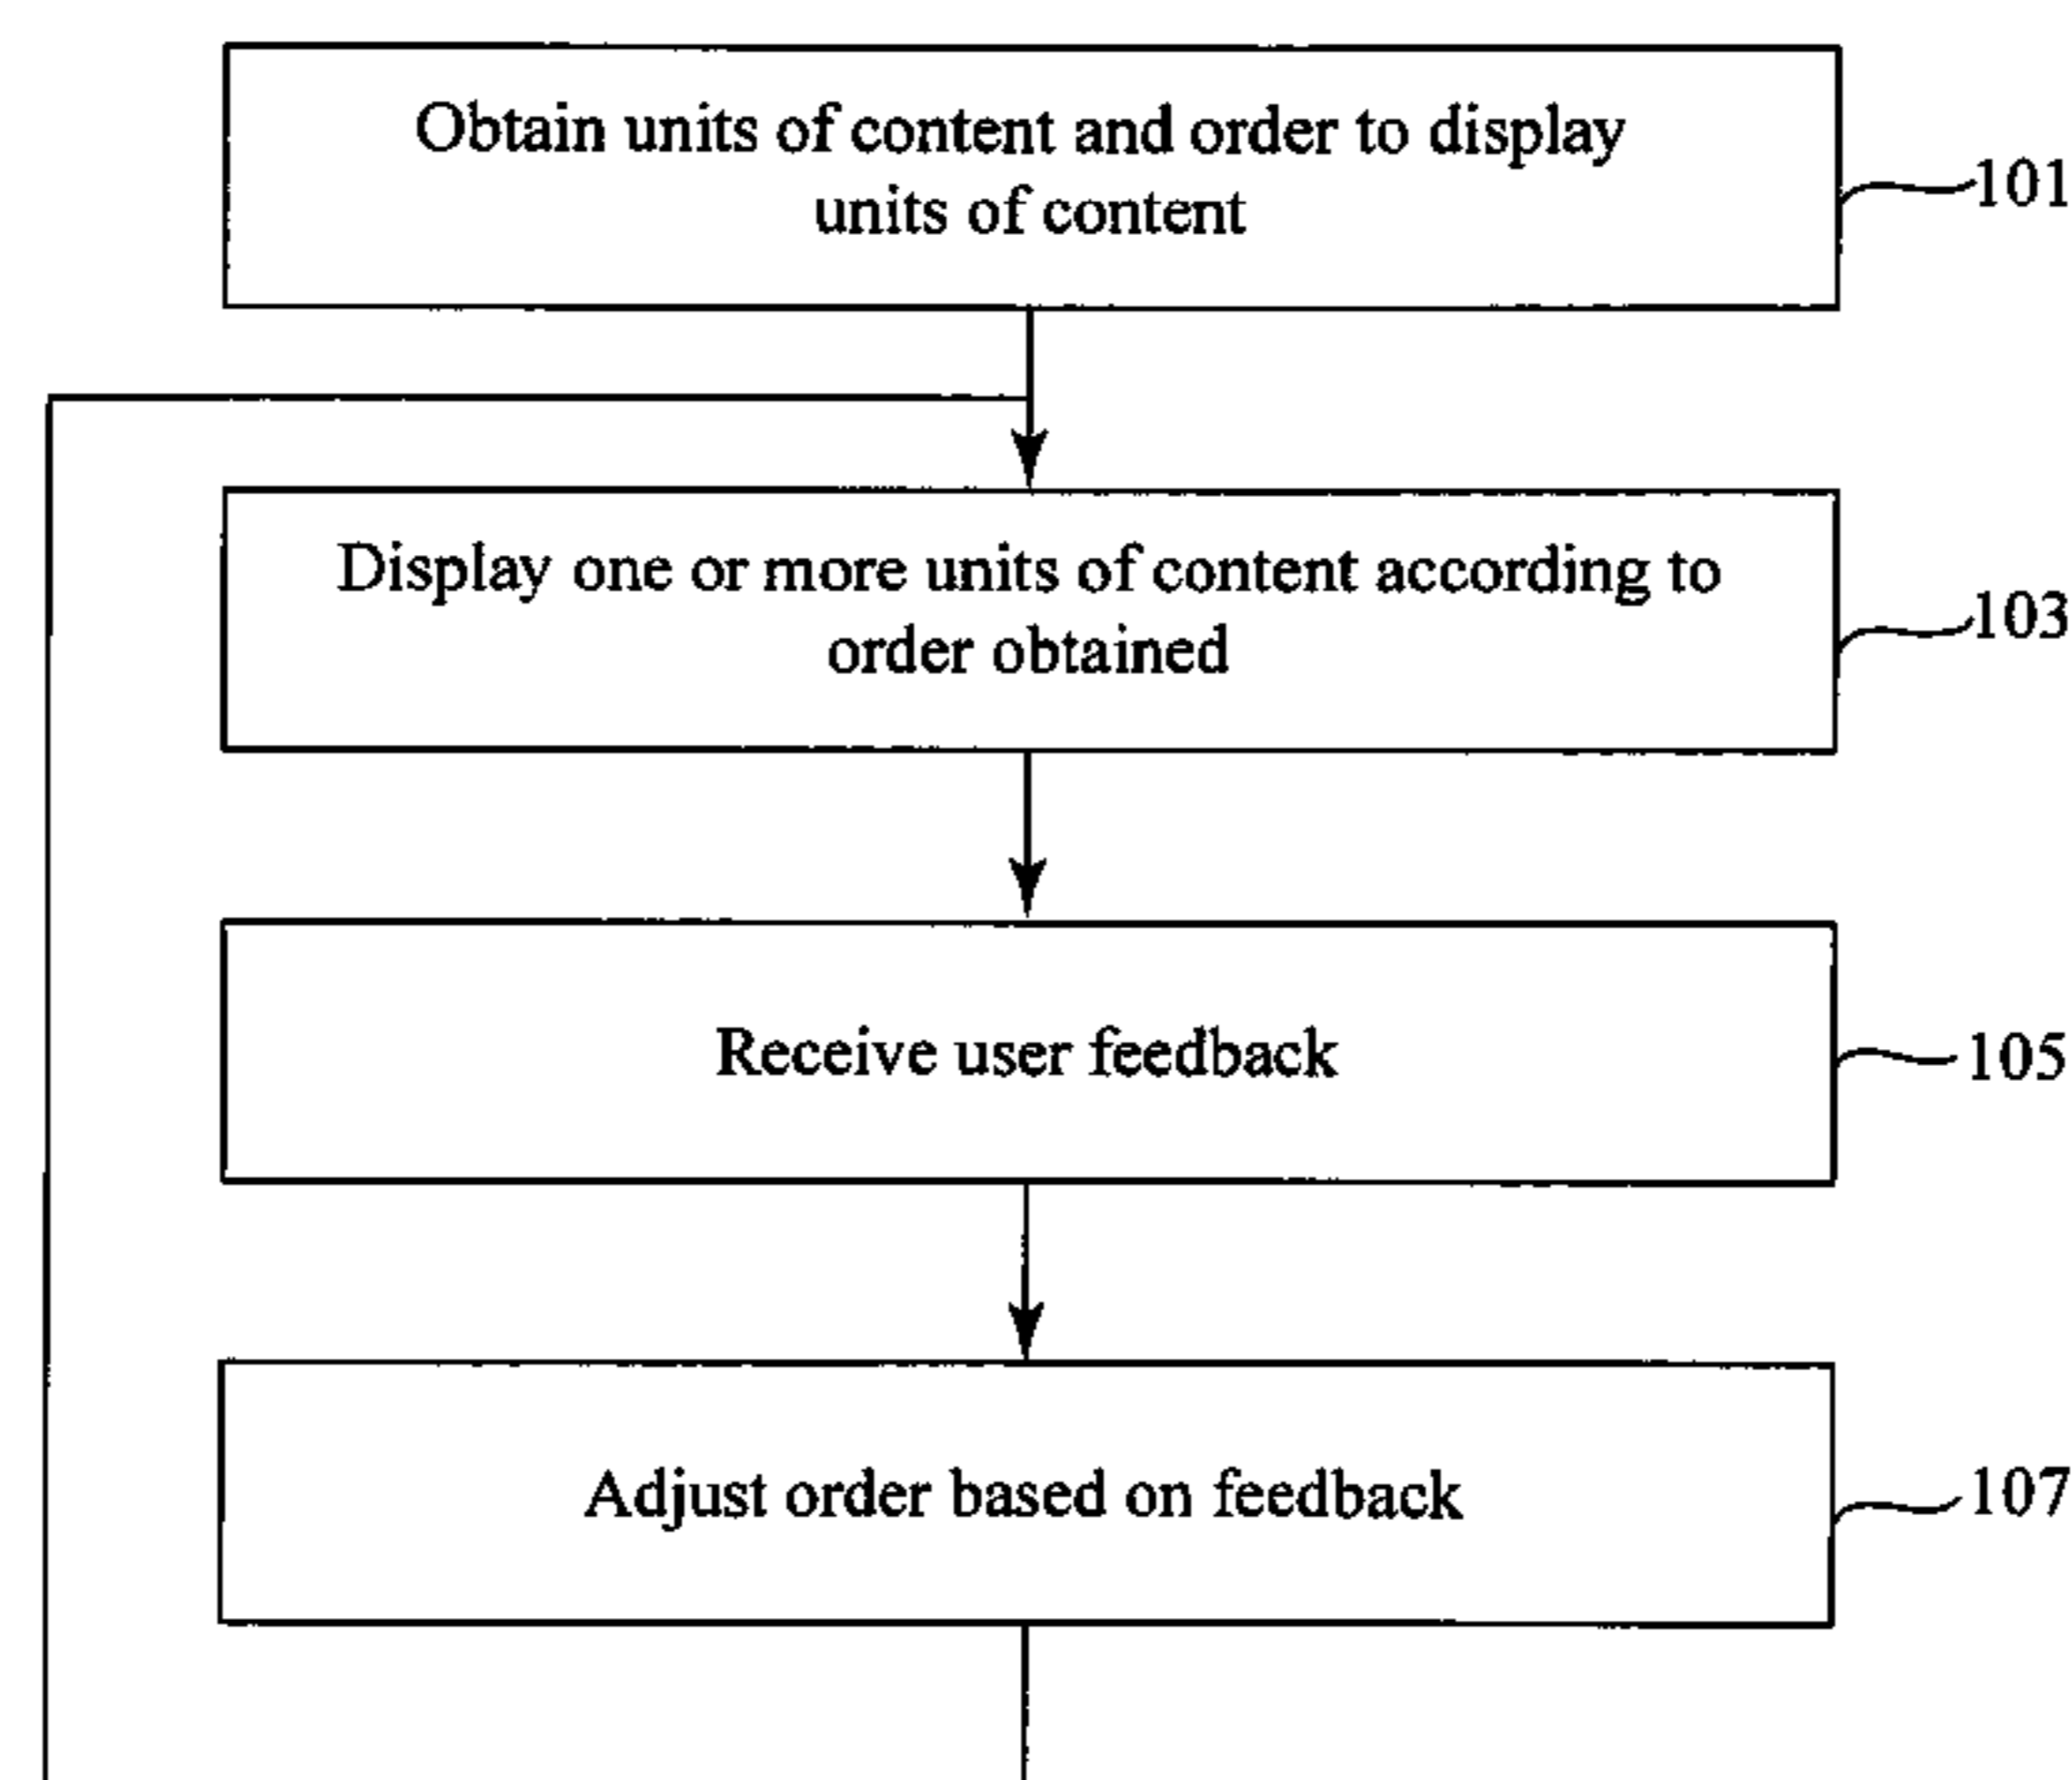 Obtain units of content and order to display
units of content
101
Display one or more units of content according to
order obtained
103
Receive user feedback
105
Adjust order based on feedback
107